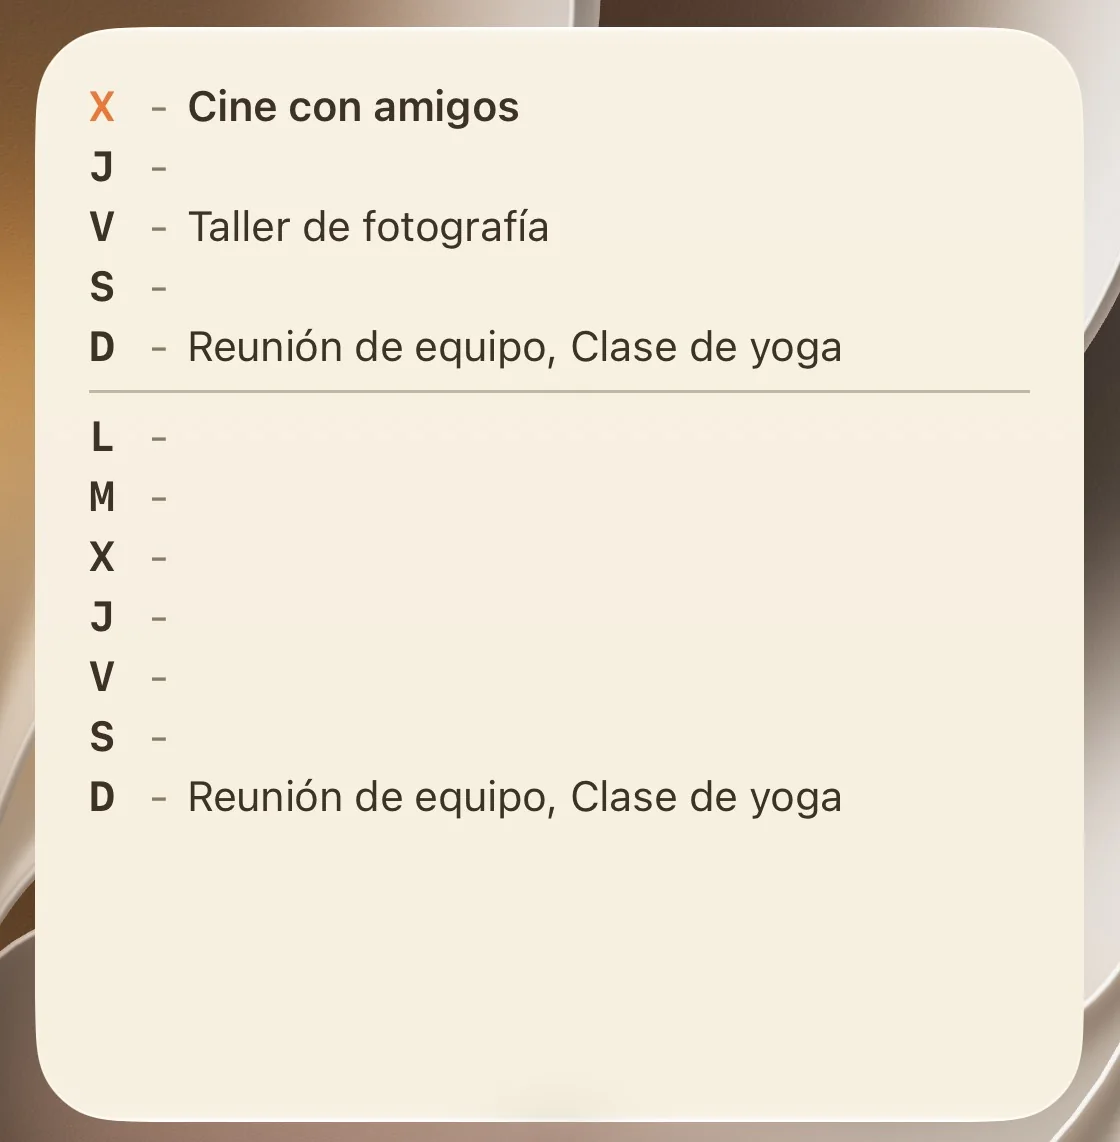 X - Cine con amigos
J -
V - Taller de fotografía
S -
D - Reunión de equipo, Clase de yoga
L -
M -
X -
J -
V -
S -
D - Reunión de equipo, Clase de yoga